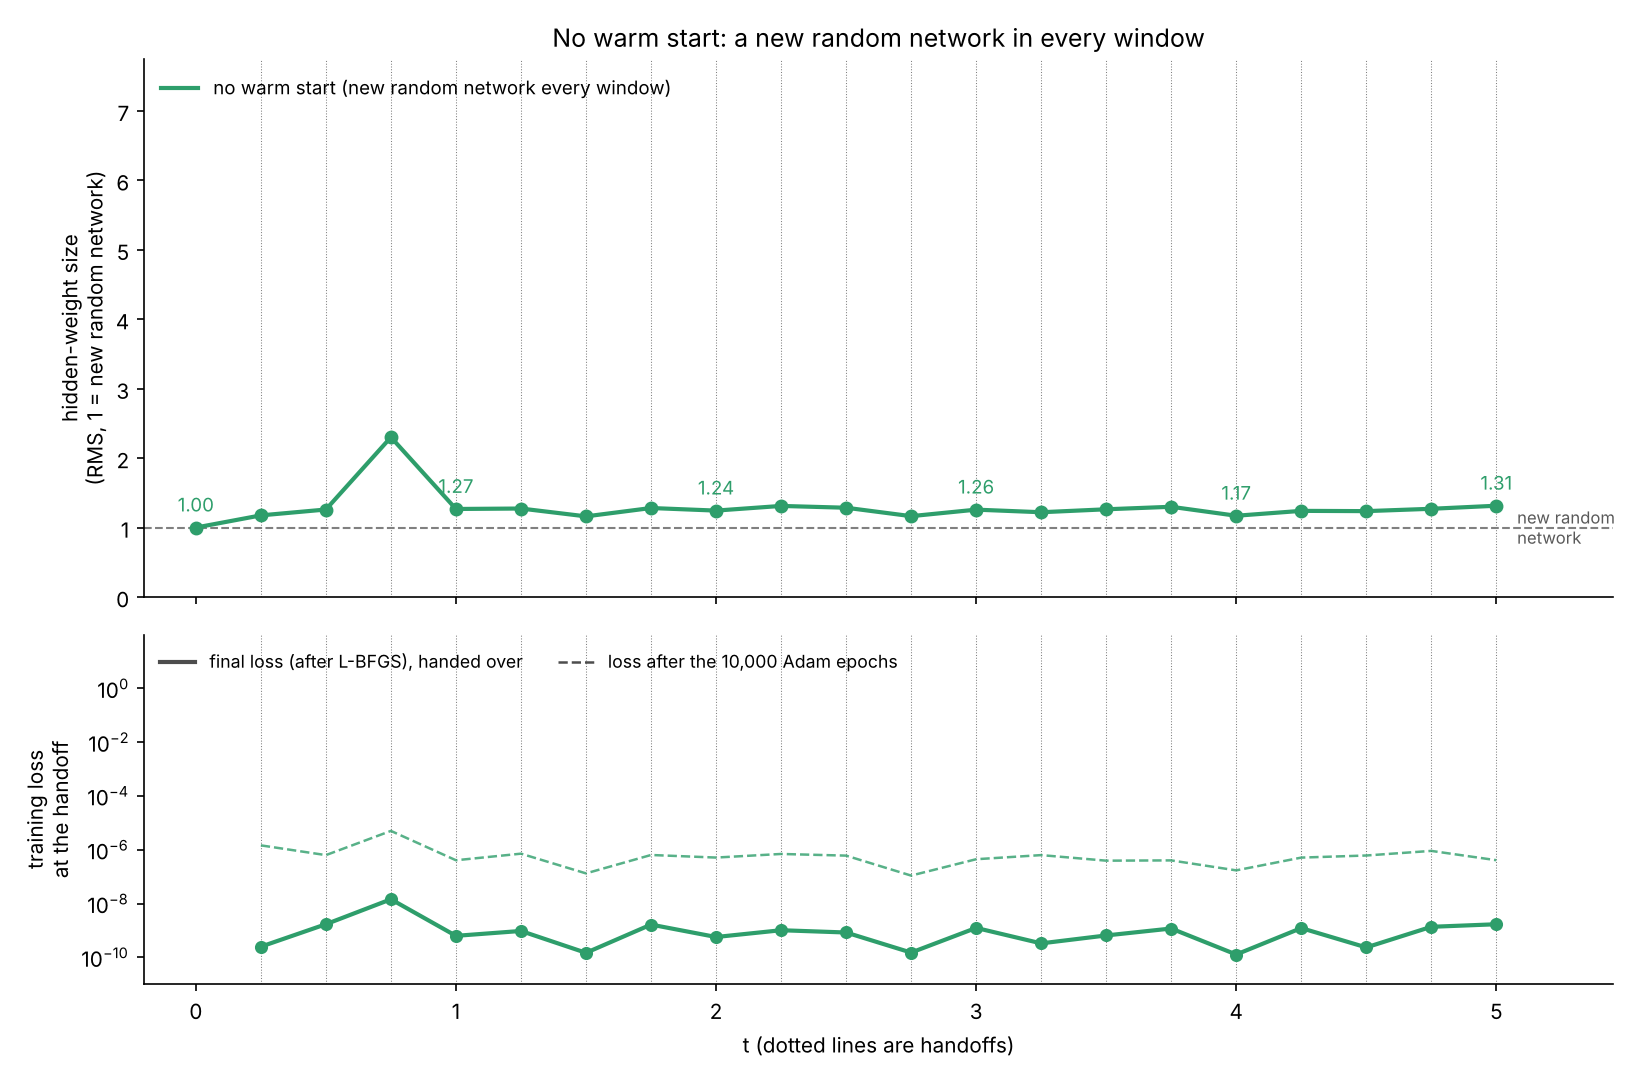 No warm start: a new random network in every window
no warm start (new random network every window)
hidden-weight size
(RMS, 1 = new random network)
7
6
5
4
3
2
1
0
1.00
1.27
1.24
1.26
1.17
1.31
new random
network
final loss (after L-BFGS), handed over
loss after the 10,000 Adam epochs
training loss
at the handoff
10⁰
10⁻²
10⁻⁴
10⁻⁶
10⁻⁸
10⁻¹⁰
0 1 2 3 4 5
t (dotted lines are handoffs)